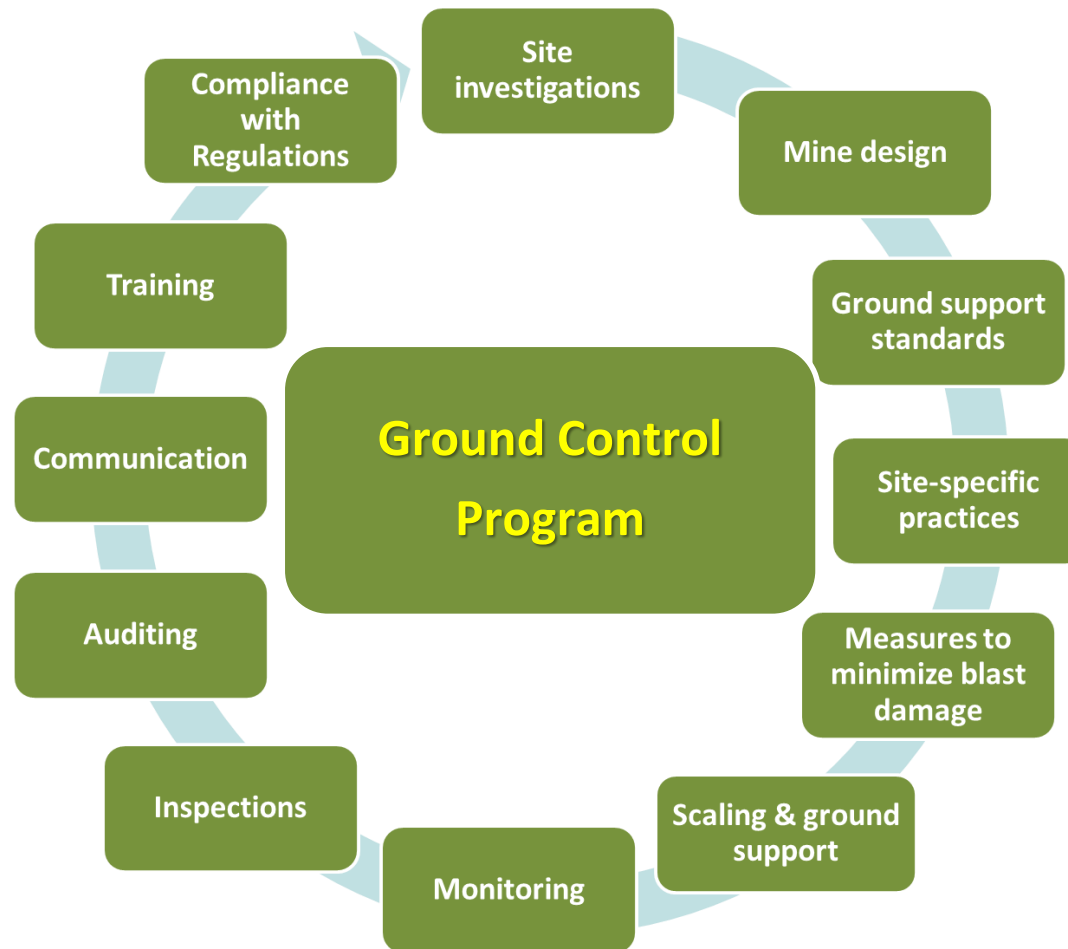 Site
investigations
Mine design
Ground support
standards
Site-specific
practices
Measures to
minimize blast
damage
Scaling & ground
support
Monitoring
Inspections
Auditing
Communication
Training
Compliance
with
Regulations
Ground Control
Program